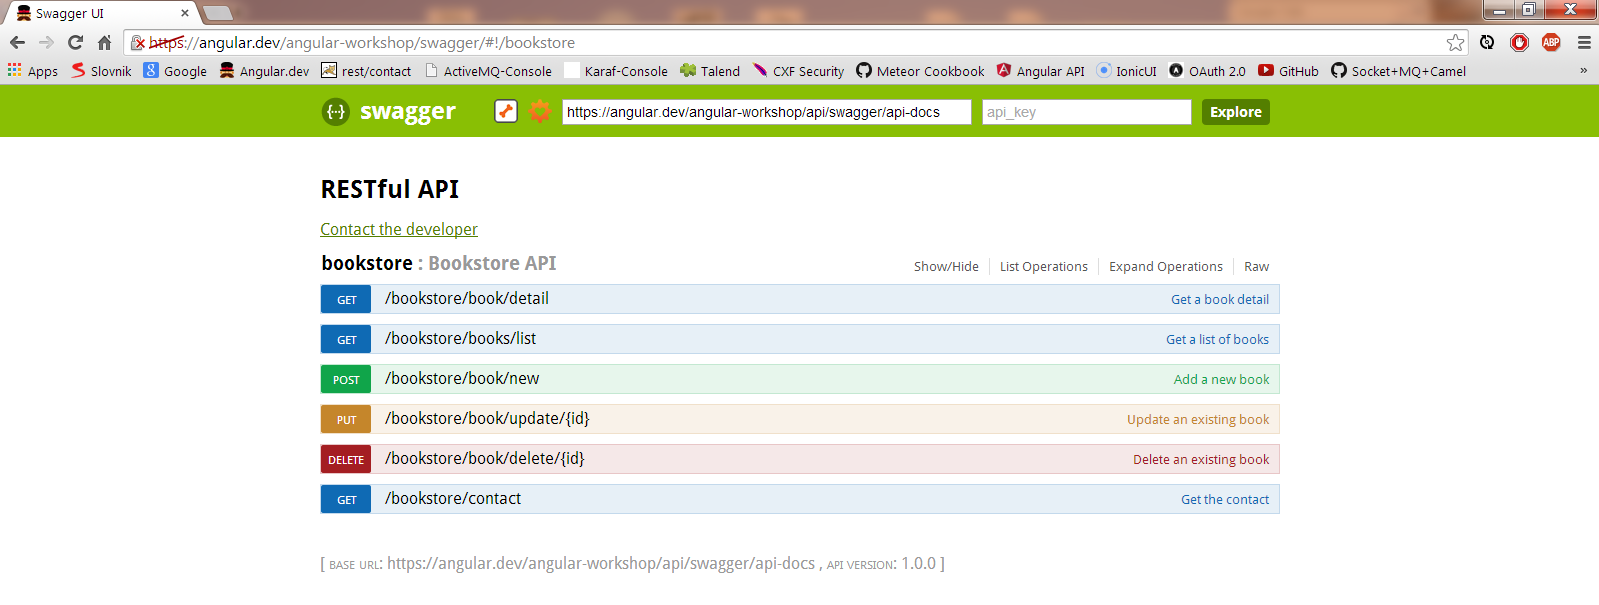 Swagger UI
https://angular.dev/angular-workshop/swagger/#!/bookstore
ABP
Apps Slovnik Google Angular.dev rest/contact ActiveMQ-Console Karaf-Console Talend CXF Security Meteor Cookbook Angular API IonicUI OAuth 2.0 GitHub Socket+MQ+Camel »
{··} swagger https://angular.dev/angular-workshop/api/swagger/api-docs api_key Explore
RESTful API
Contact the developer
bookstore : Bookstore API Show/Hide List Operations Expand Operations Raw
GET /bookstore/book/detail Get a book detail
GET /bookstore/books/list Get a list of books
POST /bookstore/book/new Add a new book
PUT /bookstore/book/update/{id} Update an existing book
DELETE /bookstore/book/delete/{id} Delete an existing book
GET /bookstore/contact Get the contact
[ BASE URL: https://angular.dev/angular-workshop/api/swagger/api-docs , API VERSION: 1.0.0 ]